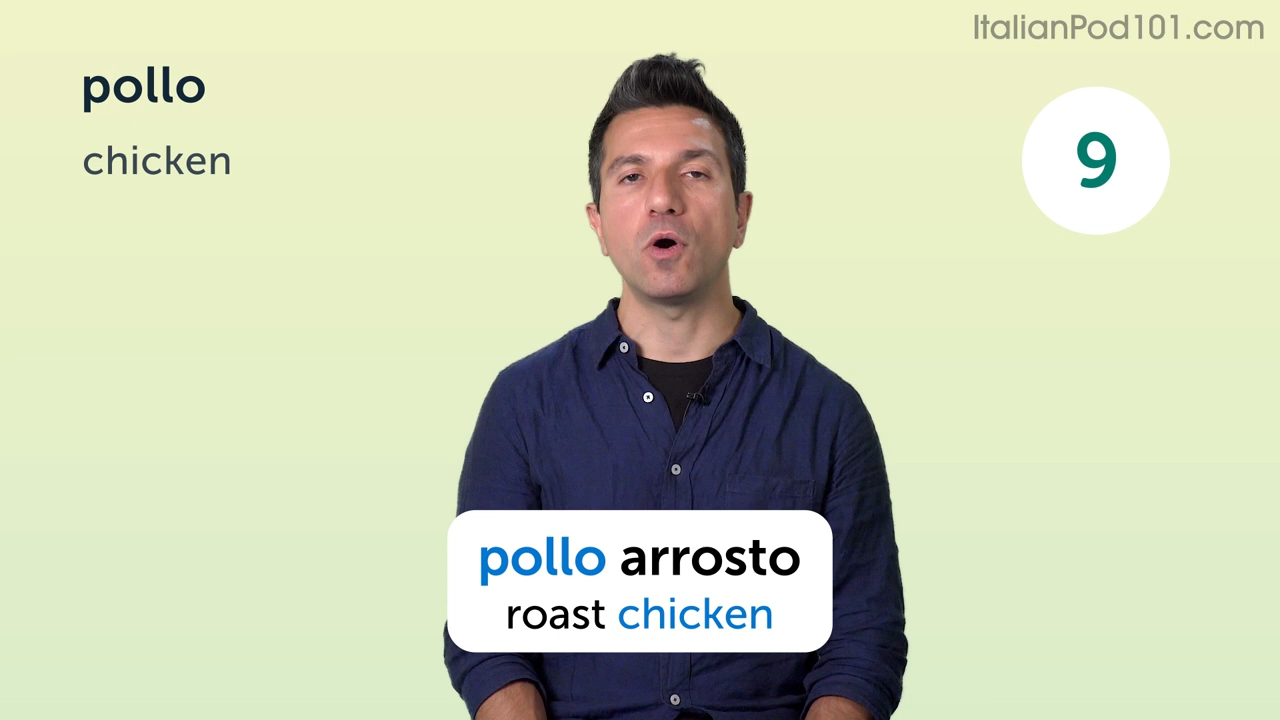 ItalianPod101.com
pollo
chicken
9
pollo arrosto
roast chicken